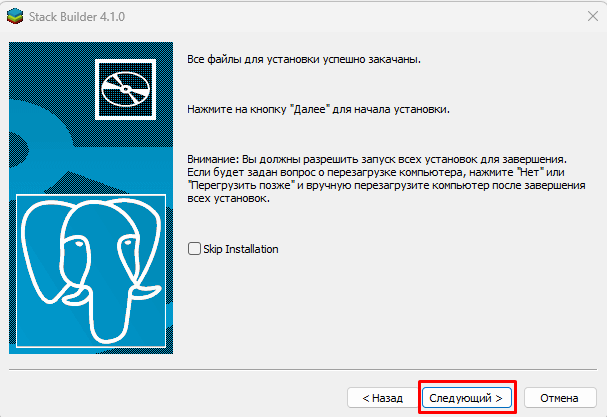 Stack Builder 4.1.0
Все файлы для установки успешно закачаны.
Нажмите на кнопку "Далее" для начала установки.
Внимание: Вы должны разрешить запуск всех установок для завершения.
Если будет задан вопрос о перезагрузке компьютера, нажмите "Нет" или
"Перегрузить позже" и вручную перезагрузите компьютер после завершения
всех установок.
Skip Installation
< Назад
Следующий >
Отмена